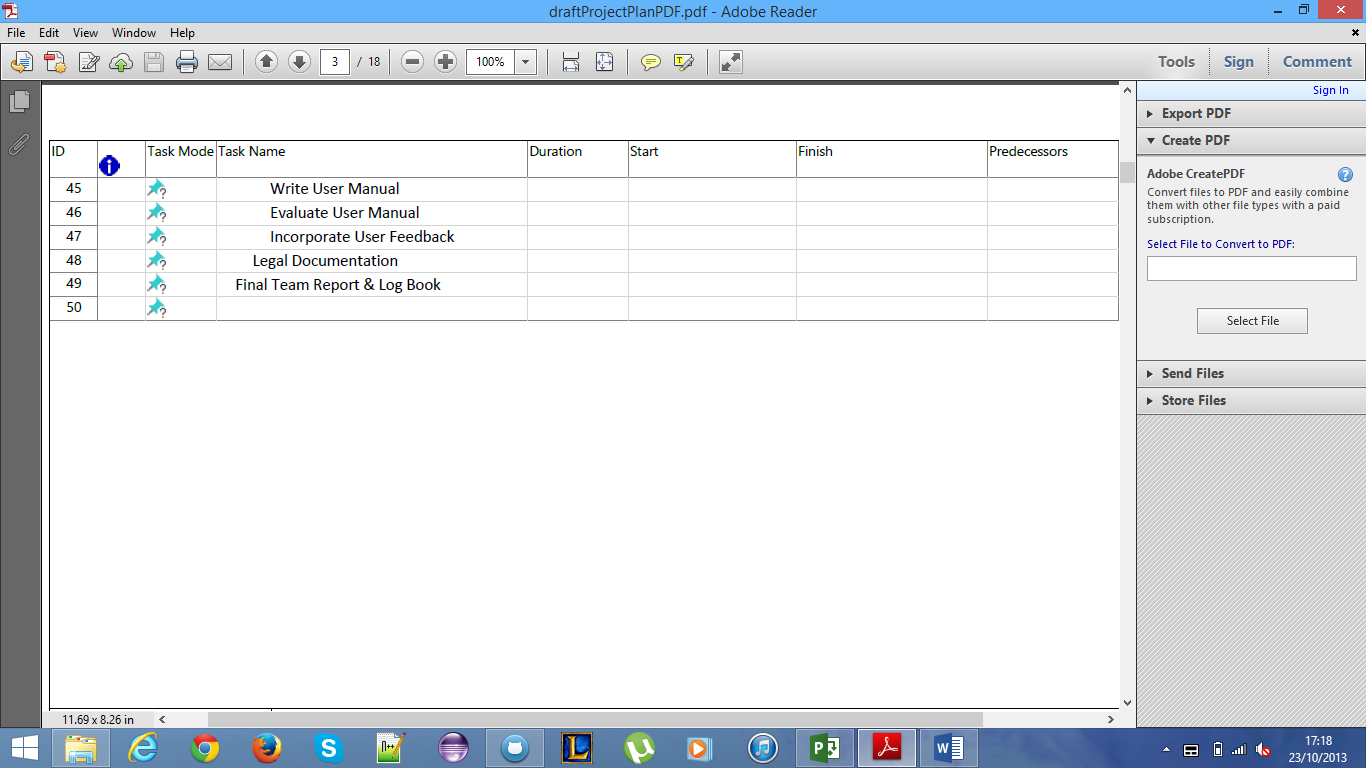 draftProjectPlanPDF.pdf - Adobe Reader
File Edit View Window Help
3 / 18 100% Tools Sign Comment
Sign In
Export PDF
Create PDF
Adobe CreatePDF
Convert files to PDF and easily combine
them with other file types with a paid
subscription.
Select File to Convert to PDF:
Select File
Send Files
Store Files
ID Task Mode Task Name Duration Start Finish Predecessors
45 Write User Manual
46 Evaluate User Manual
47 Incorporate User Feedback
48 Legal Documentation
49 Final Team Report & Log Book
50
11.69 x 8.26 in
17:18
23/10/2013